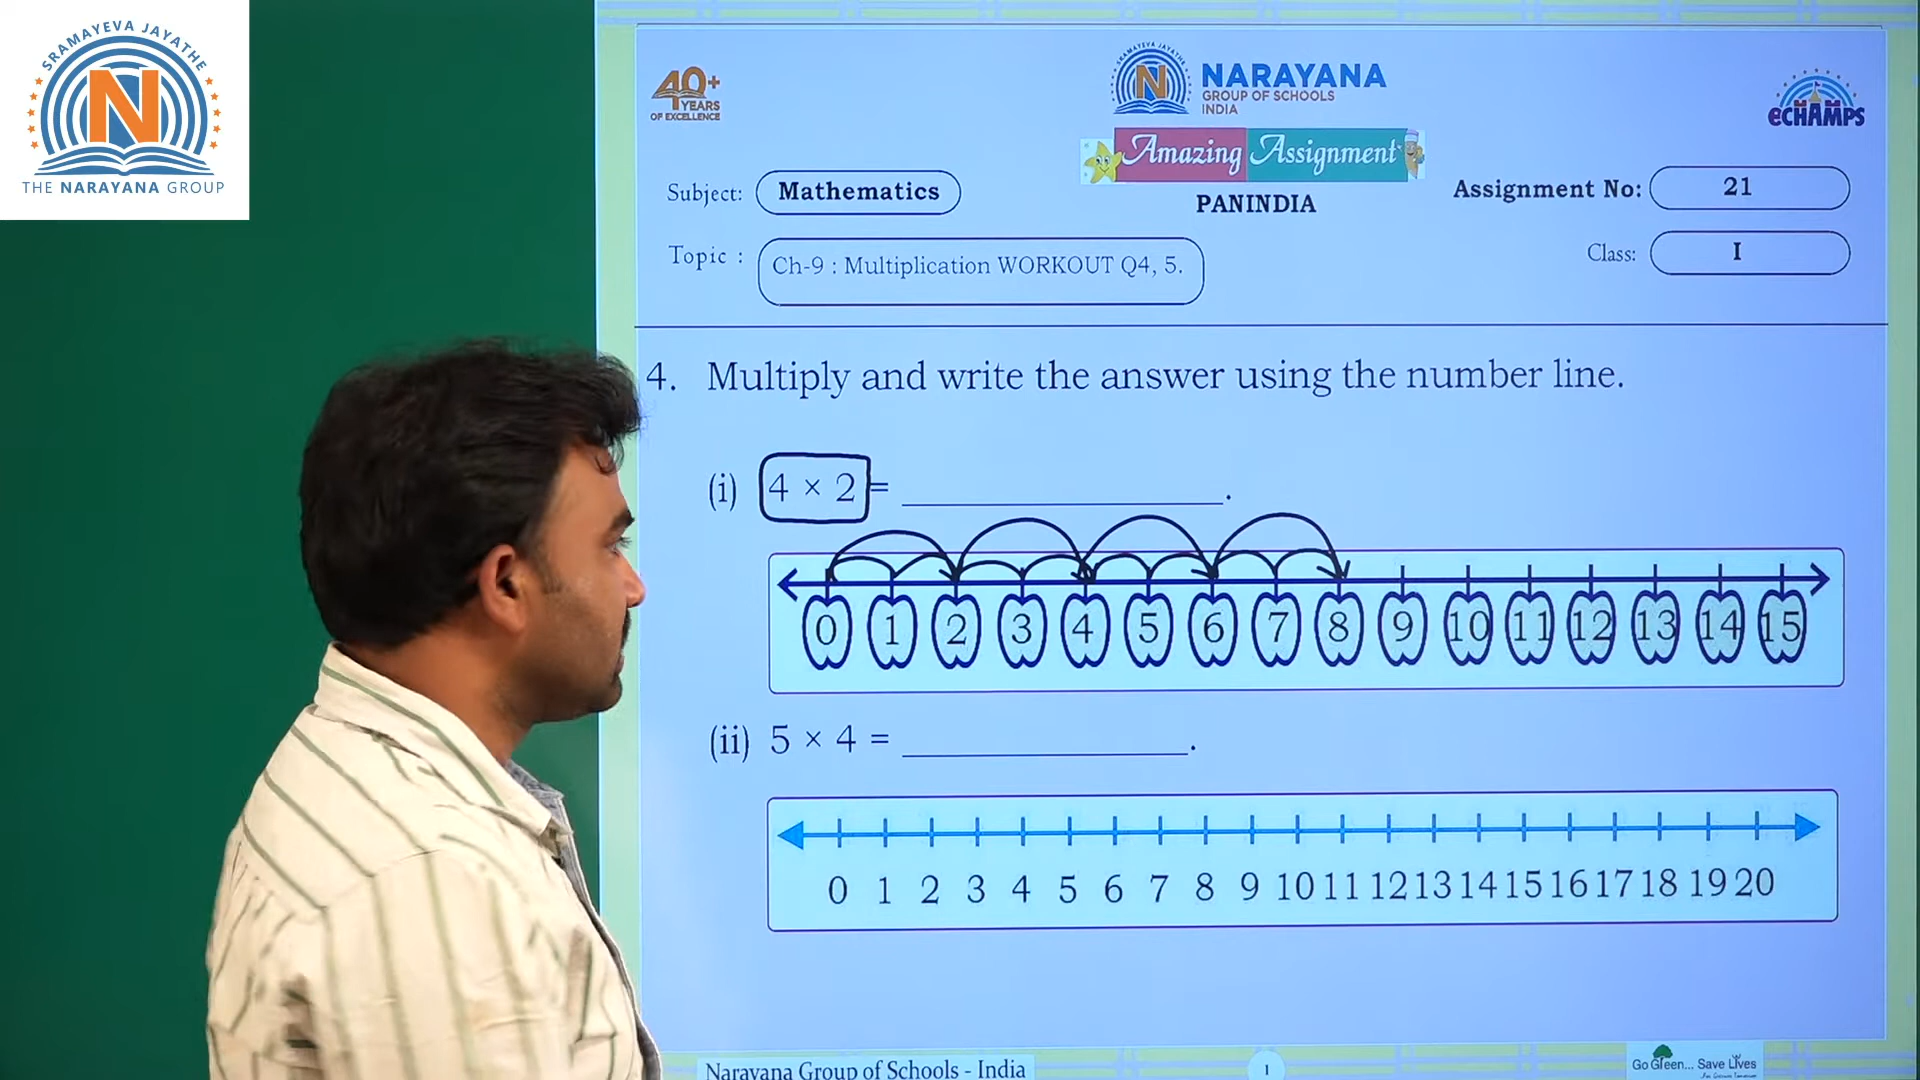 SRAMAYEVA JAYATHE
N
THE NARAYANA GROUP
40+
YEARS
OF EXCELLENCE
SRAMAYEVA JAYATHE
N
NARAYANA
GROUP OF SCHOOLS
INDIA
eCHAMPS
Amazing Assignment
PANINDIA
Subject: Mathematics
Assignment No: 21
Topic : Ch-9 : Multiplication WORKOUT Q4, 5.
Class: I
4. Multiply and write the answer using the number line.
(i) 4 × 2 = ____________.
0 1 2 3 4 5 6 7 8 9 10 11 12 13 14 15
(ii) 5 × 4 = ____________.
0 1 2 3 4 5 6 7 8 9 10 11 12 13 14 15 16 17 18 19 20
Narayana Group of Schools - India
1
Go Green... Save Lives